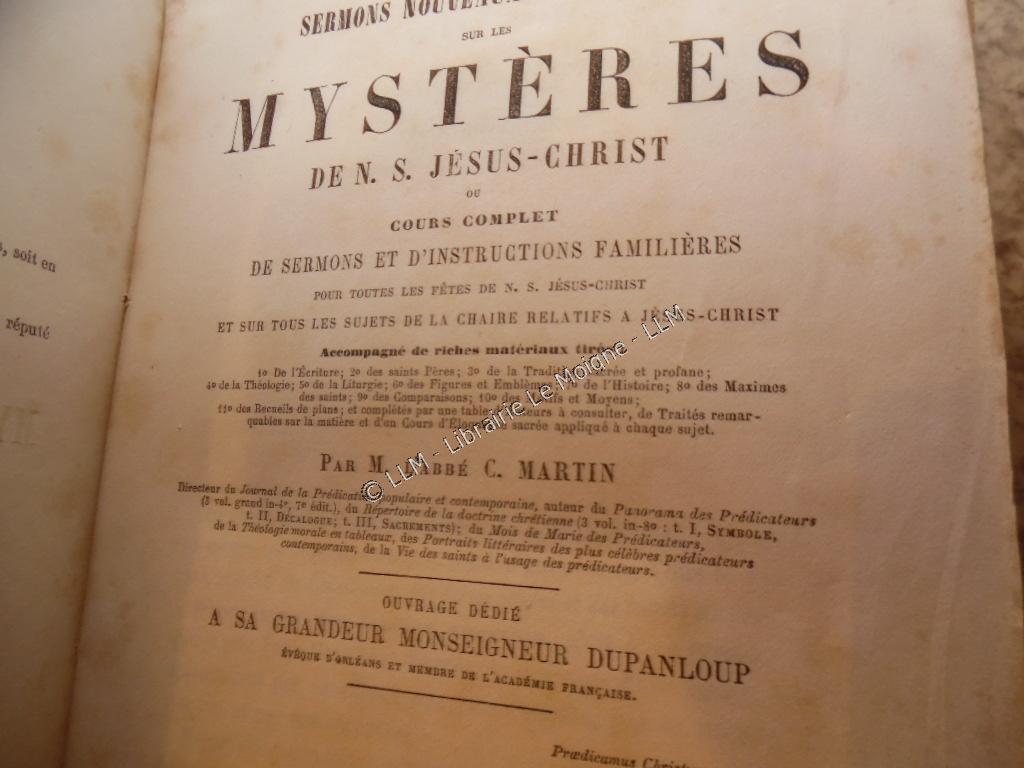 SERMONS NOUVEAUX
SUR LES
MYSTÈRES
DE N. S. JÉSUS-CHRIST
OU
COURS COMPLET
DE SERMONS ET D'INSTRUCTIONS FAMILIÈRES
POUR TOUTES LES FÊTES DE N. S. JÉSUS-CHRIST
ET SUR TOUS LES SUJETS DE LA CHAIRE RELATIFS A JÉSUS-CHRIST
Accompagné de riches matériaux
1º De l'Écriture; 2º des saints Pères; 3º de la et profane;
4º de la Théologie; 5º de la Liturgie; 6º des Figures et de l'Histoire; 8º des Maximes
des saints; 9º des Comparaisons; 10º des et Moyens;
11º des Recueils de plans; et complétés par une à consulter, de Traités remar-
quables sur la matière et d'un Cours sacrée appliqué à chaque sujet.
PAR M. L'ABBÉ C. MARTIN
Directeur du Journal de la populaire et contemporaine, auteur du Panorama des Prédicateurs
(3 vol. grand in-4º, 7e édit.), du Répertoire de la doctrine chrétienne (3 vol. in-8º : t. I, SYMBOLE,
t. II, DÉCALOGUE; t. III, SACREMENTS); du Mois de Marie des Prédicateurs,
de la Théologie morale en tableaux, des Portraits littéraires des plus célèbres prédicateurs
contemporains, de la Vie des saints à l'usage des prédicateurs.
OUVRAGE DÉDIÉ
A SA GRANDEUR MONSEIGNEUR DUPANLOUP
ÉVÊQUE D'ORLÉANS ET MEMBRE DE L'ACADÉMIE FRANÇAISE.
Prædicamus
soit en
réputé
© LLM - Librairie Le Moigne - LLM